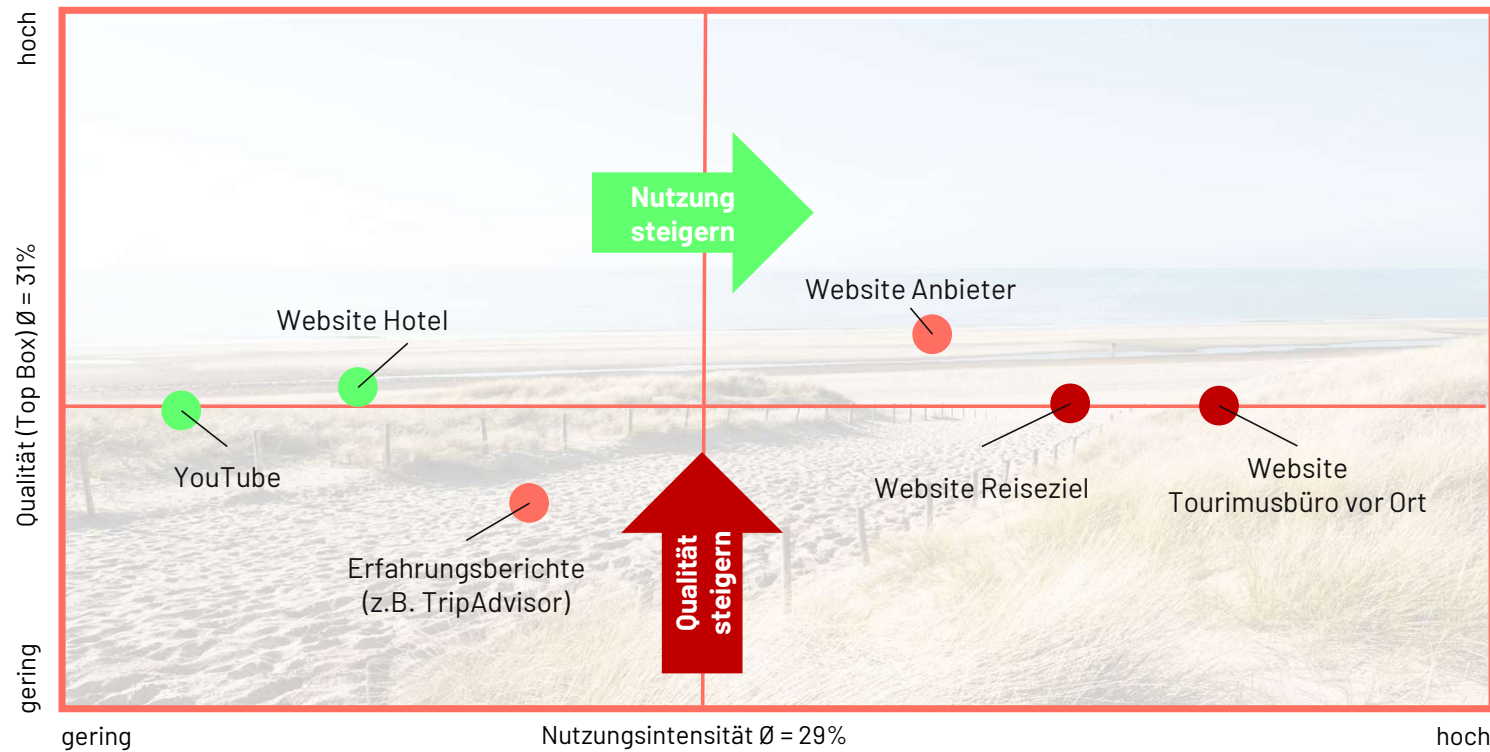 hoch
Qualität (Top Box) Ø = 31%
gering
Nutzung
steigern
Website Anbieter
Website Hotel
YouTube
Website Reiseziel
Website
Tourimusbüro vor Ort
Erfahrungsberichte
(z.B. TripAdvisor)
Qualität
steigern
gering
Nutzungsintensität Ø = 29%
hoch